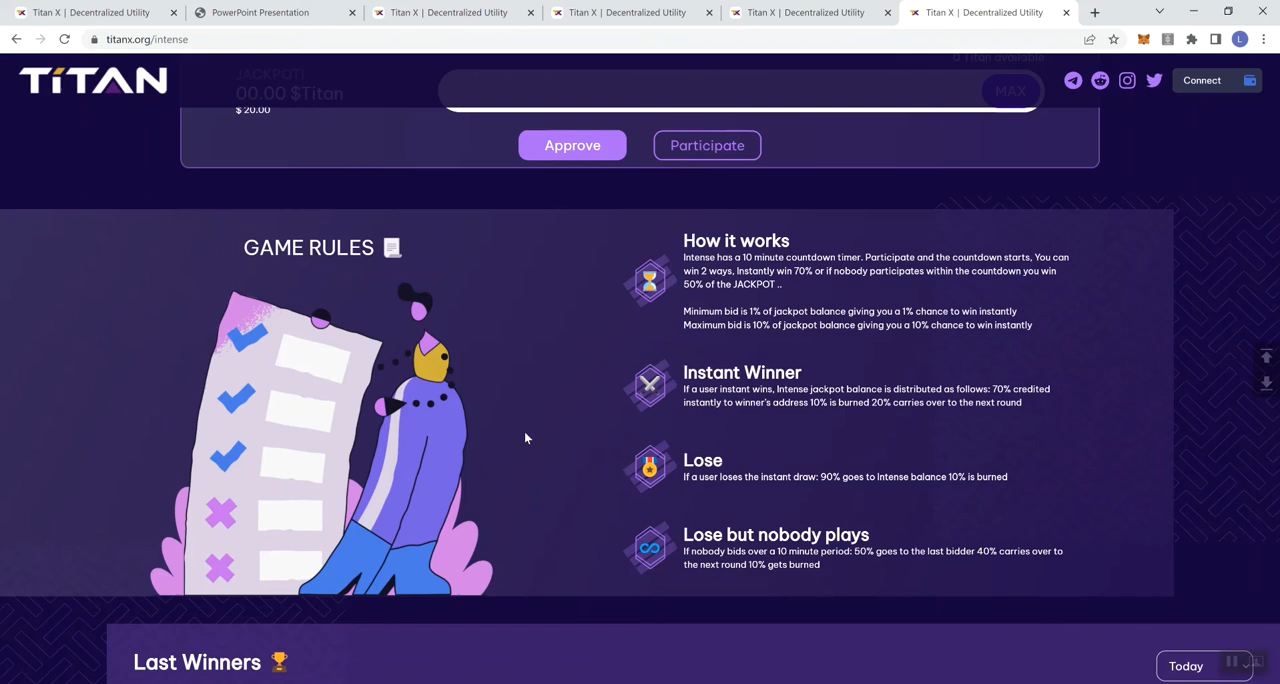 Titan X | Decentralized Utility
PowerPoint Presentation
Titan X | Decentralized Utility
Titan X | Decentralized Utility
Titan X | Decentralized Utility
Titan X | Decentralized Utility
titanx.org/intense
TiTAN
JACKPOT!
00.00 $Titan
$ 20.00
0 Titan available
MAX
Connect
Approve
Participate
GAME RULES
How it works
Intense has a 10 minute countdown timer. Participate and the countdown starts, You can
win 2 ways. Instantly win 70% or if nobody participates within the countdown you win
50% of the JACKPOT ..
Minimum bid is 1% of jackpot balance giving you a 1% chance to win instantly
Maximum bid is 10% of jackpot balance giving you a 10% chance to win instantly
Instant Winner
If a user instant wins, Intense jackpot balance is distributed as follows: 70% credited
instantly to winner's address 10% is burned 20% carries over to the next round
Lose
If a user loses the instant draw: 90% goes to Intense balance 10% is burned
Lose but nobody plays
If nobody bids over a 10 minute period: 50% goes to the last bidder 40% carries over to
the next round 10% gets burned
Last Winners
Today
L